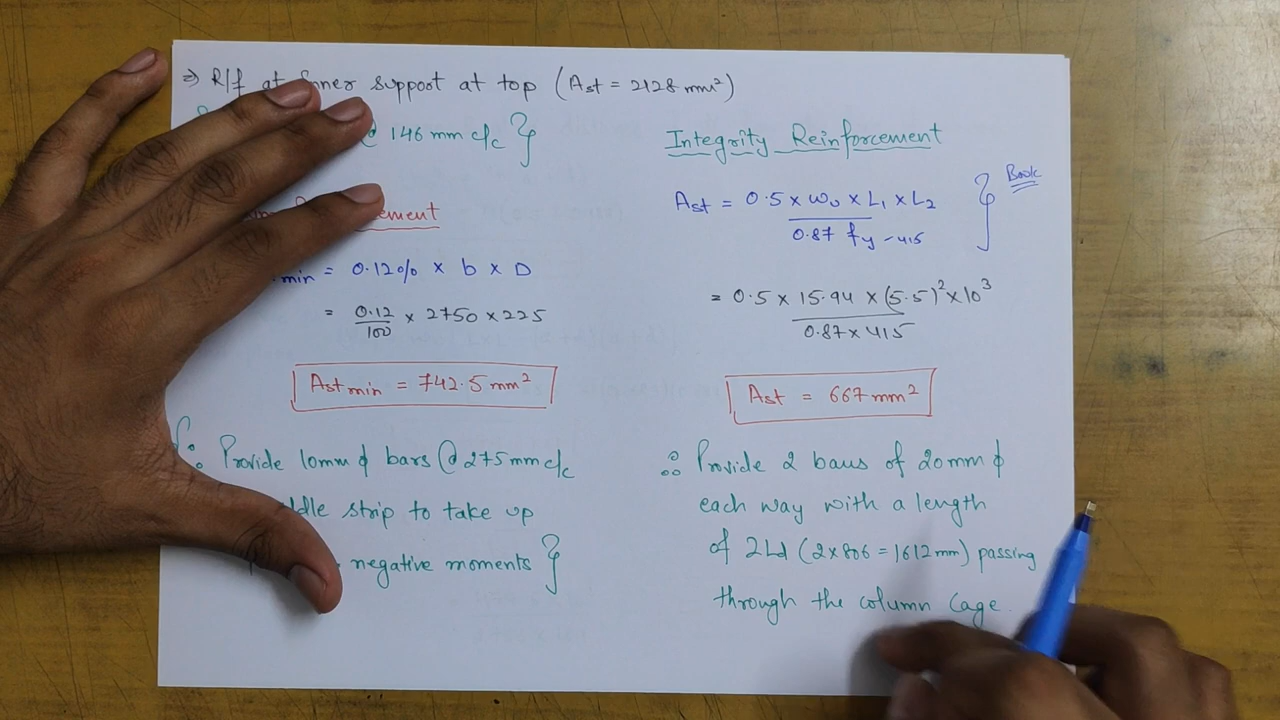 ⇒ R/f at Inner support at top (Ast = 2128 mm²)
@ 146 mm c/c }
ement
min = 0.12% × b × D
= 0.12/100 × 2750 × 225
Ast min = 742.5 mm²
∴ Provide 10mm ϕ bars @ 275 mm c/c
ddle strip to take up
negative moments }
Integrity Reinforcement
Ast = 0.5 × w₀ × L₁ × L₂ / 0.87 fy - 415 } Book
= 0.5 × 15.94 × (5.5)² × 10³ / 0.87 × 415
Ast = 667 mm²
∴ Provide 2 baus of 20mm ϕ
each way with a length
of 2Ld (2×806 = 1612 mm) passing
through the column cage.